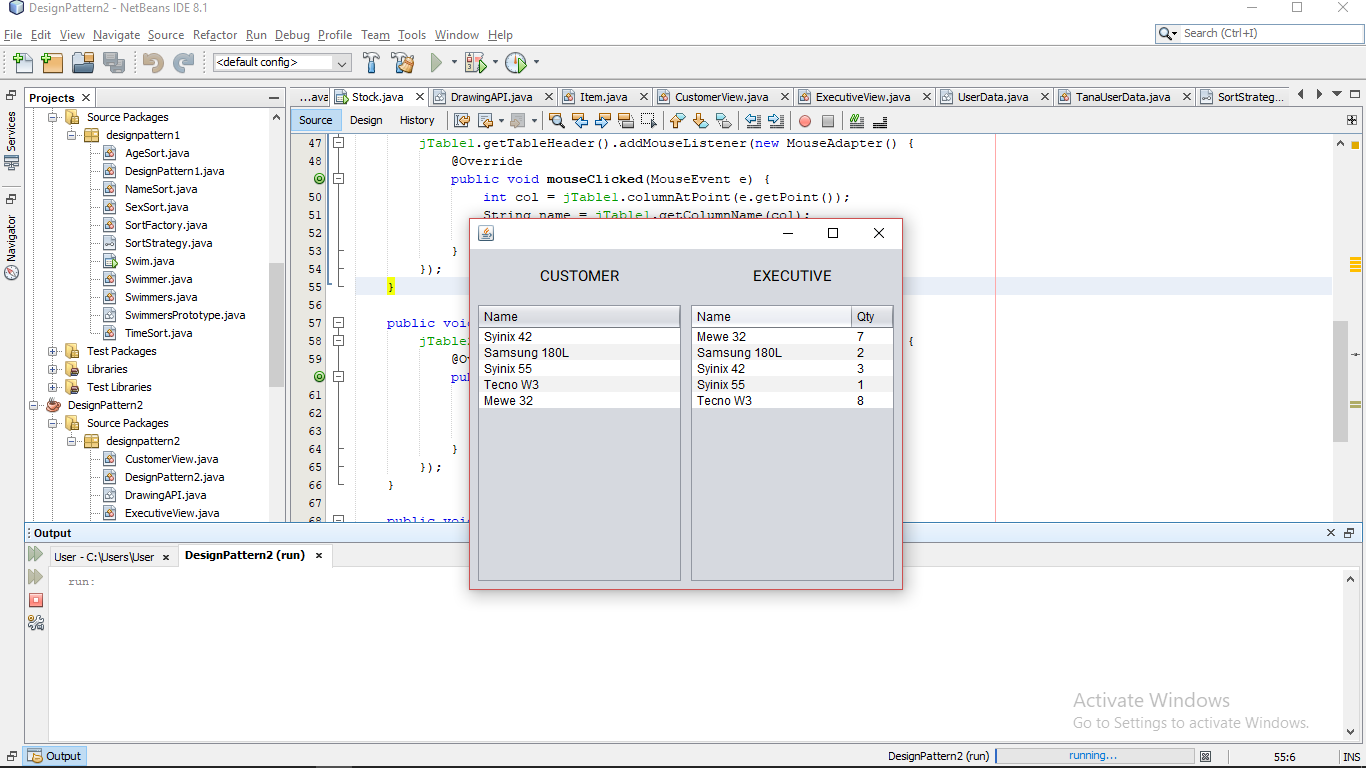 DesignPattern2 - NetBeans IDE 8.1
File Edit View Navigate Source Refactor Run Debug Profile Team Tools Window Help
Search (Ctrl+I)
<default config>
Services
Navigator
Projects
Source Packages
designpattern1
AgeSort.java
DesignPattern1.java
NameSort.java
SexSort.java
SortFactory.java
SortStrategy.java
Swim.java
Swimmer.java
Swimmers.java
SwimmersPrototype.java
TimeSort.java
Test Packages
Libraries
Test Libraries
DesignPattern2
Source Packages
designpattern2
CustomerView.java
DesignPattern2.java
DrawingAPI.java
ExecutiveView.java
...ava Stock.java DrawingAPI.java Item.java CustomerView.java ExecutiveView.java UserData.java TanaUserData.java SortStrateg...
Source Design History
47 jTable1.getTableHeader().addMouseListener(new MouseAdapter() {
48 @Override
public void mouseClicked(MouseEvent e) {
50 int col = jTable1.columnAtPoint(e.getPoint());
51 String name = jTable1.getColumnName(col);
52
53 }
54 });
55 }
56
57 public voi
58 jTable {
59 @O
pu
61
62
63
64 }
65 });
66 }
67
68 public voi
CUSTOMER
Name
Syinix 42
Samsung 180L
Syinix 55
Tecno W3
Mewe 32
EXECUTIVE
Name Qty
Mewe 32 7
Samsung 180L 2
Syinix 42 3
Syinix 55 1
Tecno W3 8
Output
User - C:\Users\User DesignPattern2 (run)
run:
Activate Windows
Go to Settings to activate Windows.
Output
DesignPattern2 (run) running... 55:6 INS